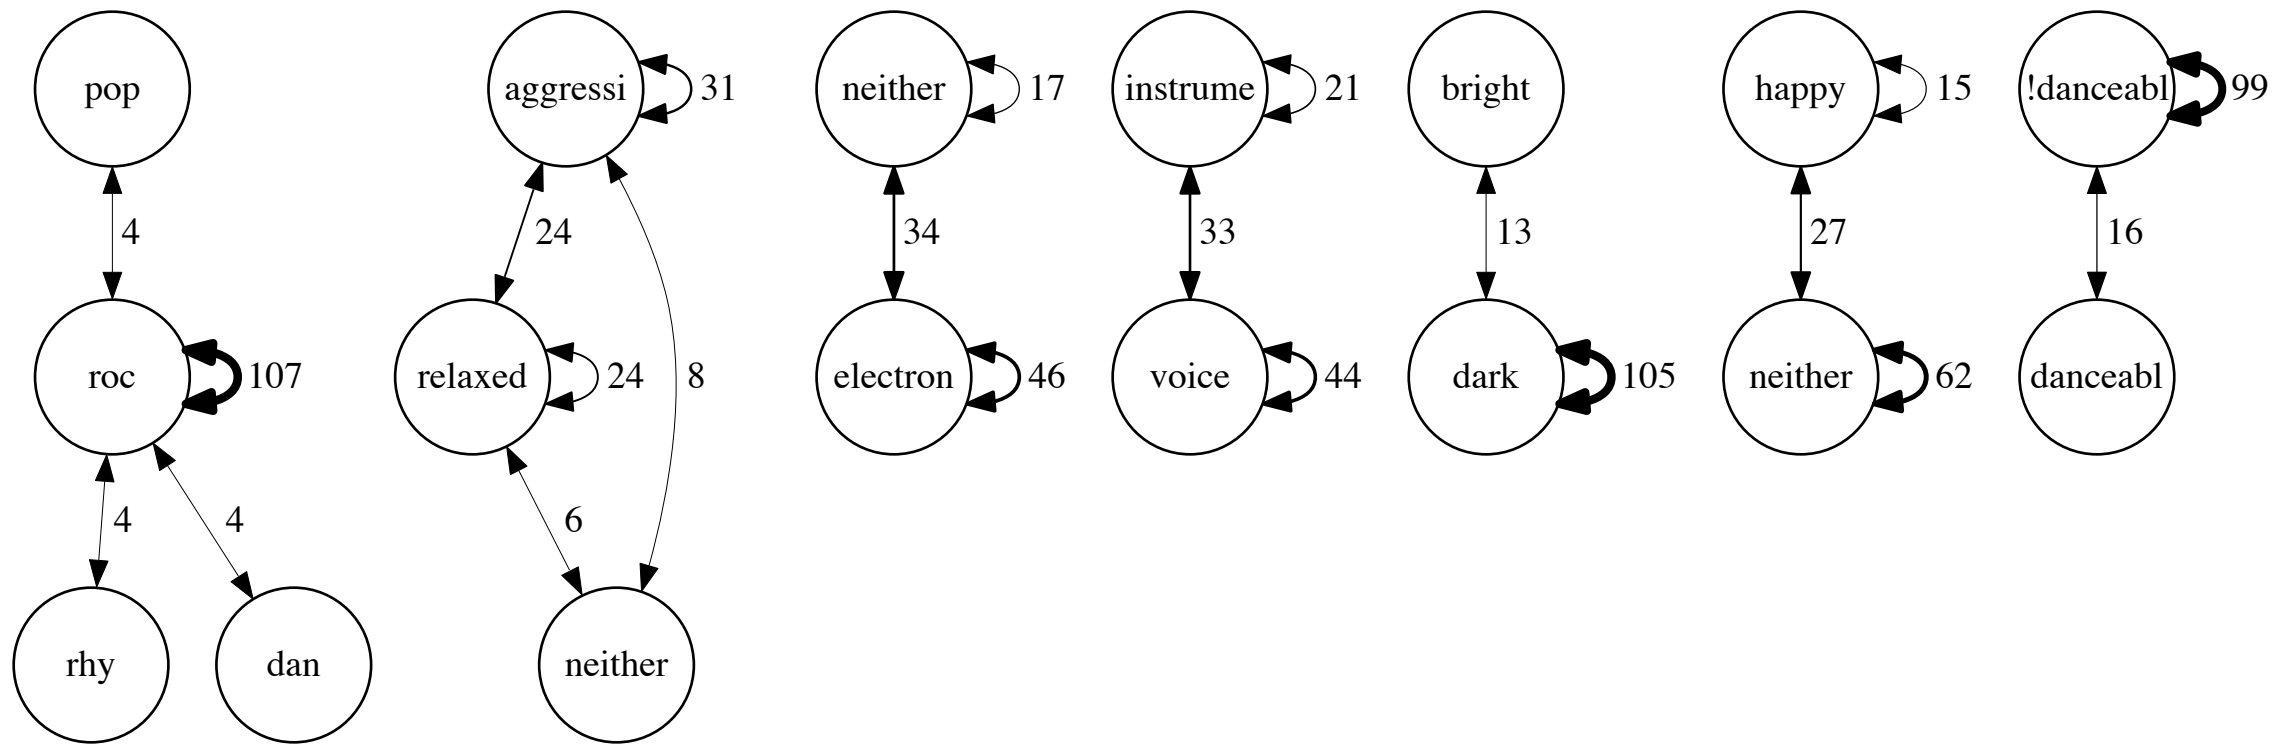 pop
aggressi
31
neither
17
instrume
21
bright
happy
15
!danceabl
99
4
24
34
33
13
27
16
roc
107
relaxed
24
8
electron
46
voice
44
dark
105
neither
62
danceabl
4
4
6
rhy
dan
neither